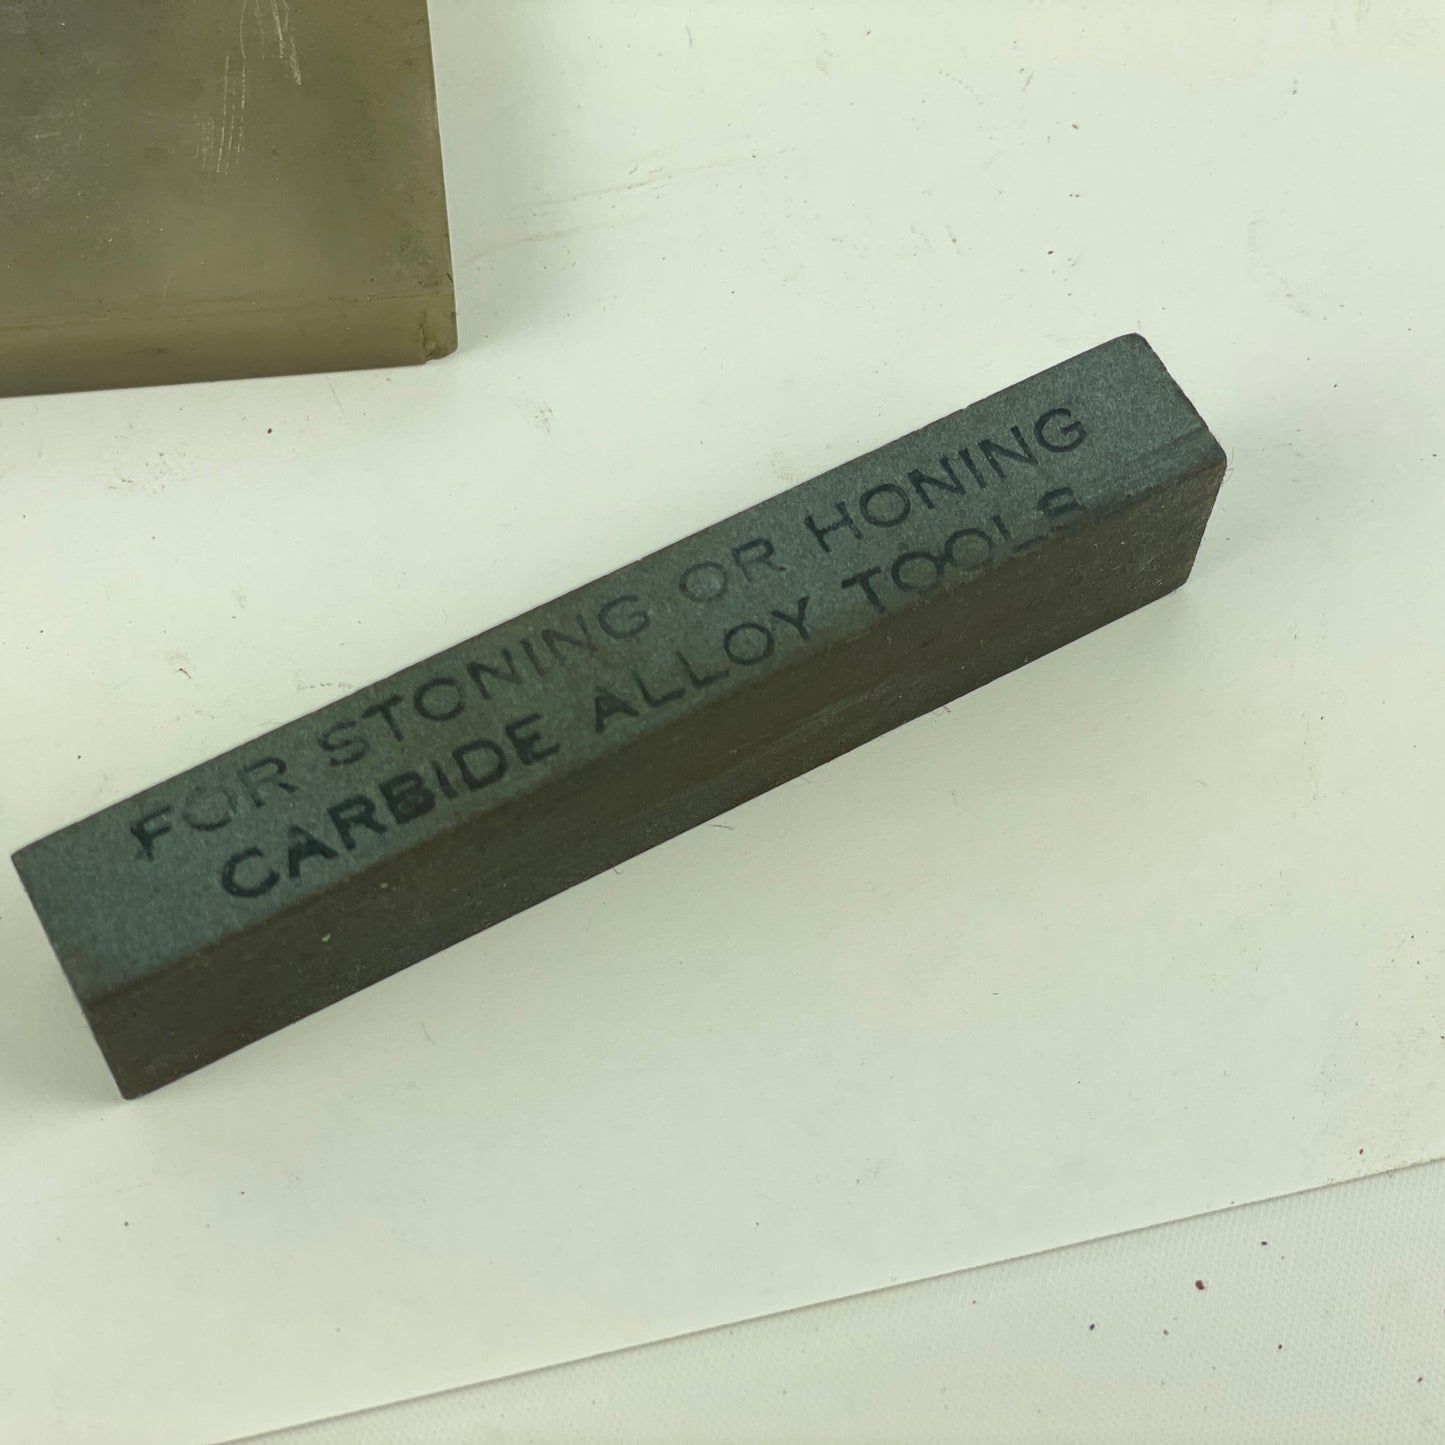 FOR STONING OR HONING
CARBIDE ALLOY TOOLS